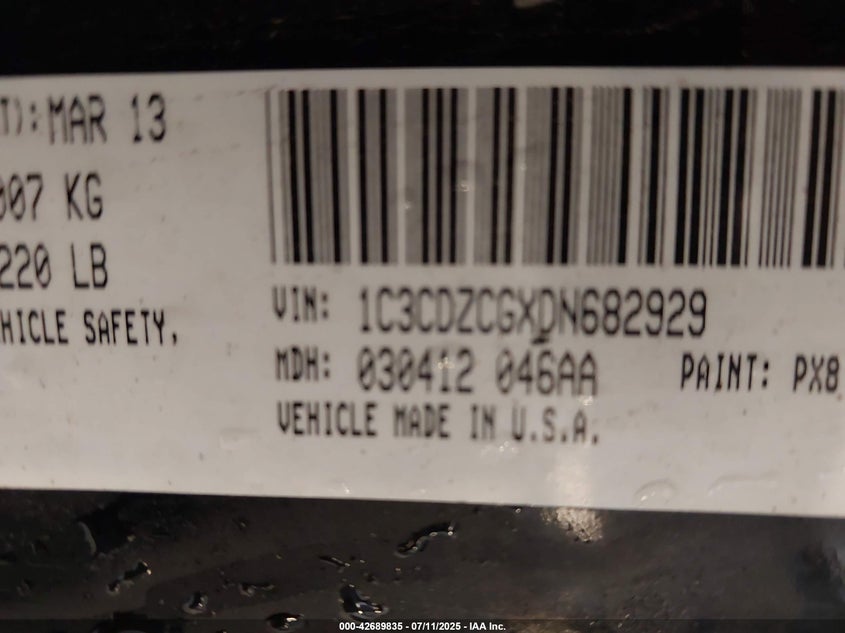 T): MAR 13
007 KG
220 LB
HICLE SAFETY,
VIN: 1C3CDZCGXDN682929
MDH: 030412 046AA PAINT: PX8
VEHICLE MADE IN U.S.A.
000-42689835 - 07/11/2025 - IAA Inc.